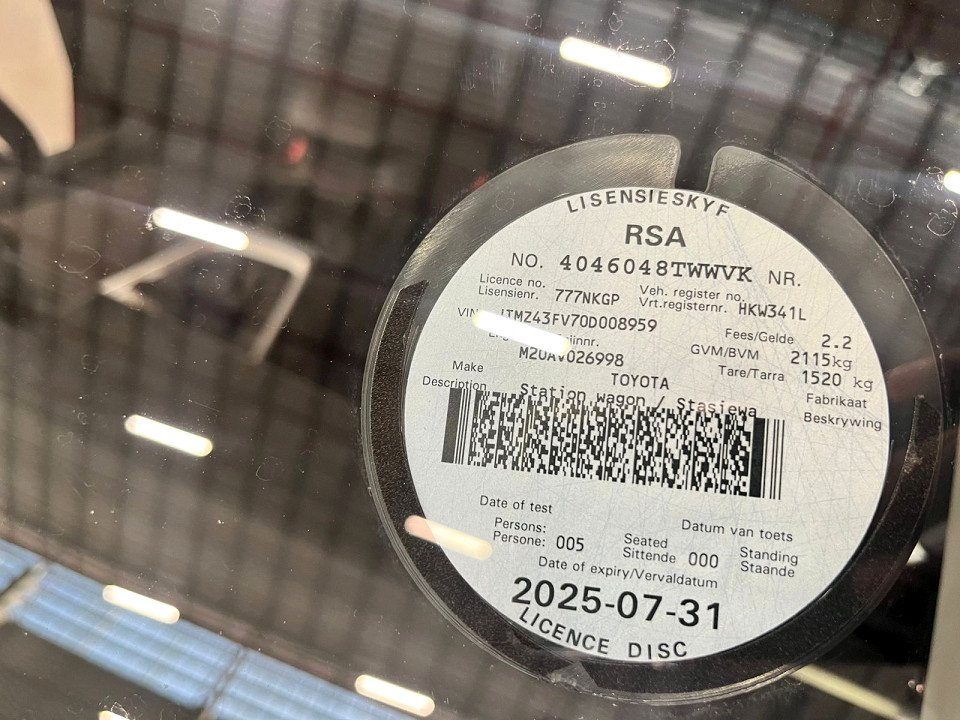 LISENSIESKYF
RSA
NO. 4046048TWWVK NR.
Licence no. Veh. register no.
Lisensienr. 777NKGP Vrt.registernr. HKW341L
VIN JTMZ43FV70D008959 Fees/Gelde 2.2
M20AV026998 GVM/BVM 2115kg
Make TOYOTA Tare/Tarra 1520 kg Fabrikaat
Description Station wagon / Stasiewa Beskrywing
Date of test Datum van toets
Persons: Seated Standing
Persone: 005 Sittende 000 Staande
Date of expiry/Vervaldatum
2025-07-31
LICENCE DISC